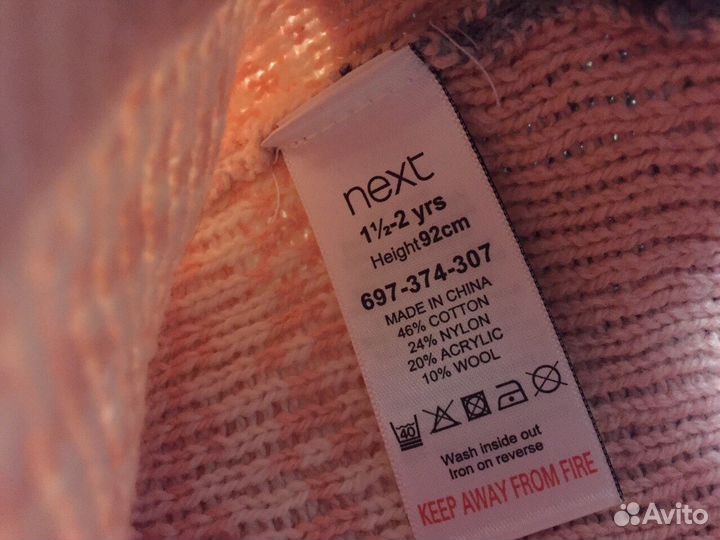 next
1½-2 yrs
Height 92cm
697-374-307
MADE IN CHINA
46% COTTON
24% NYLON
20% ACRYLIC
10% WOOL
40
Wash inside out
Iron on reverse
KEEP AWAY FROM FIRE
Avito